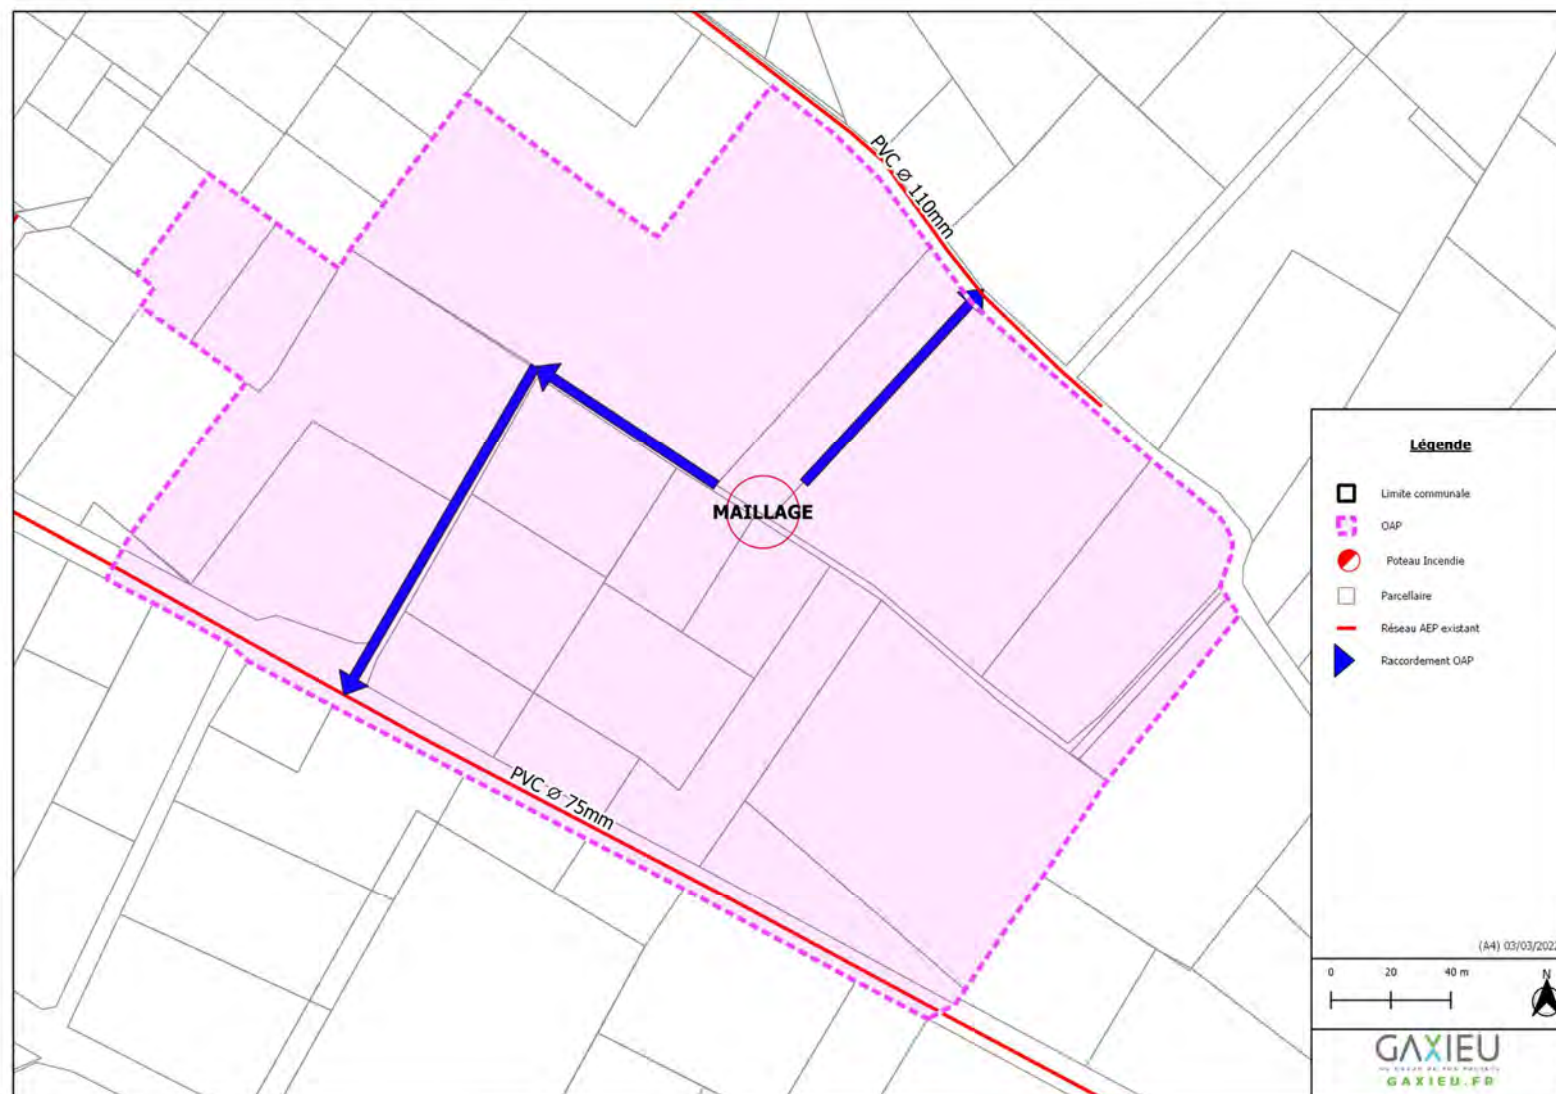 PVC ⌀ 110mm
MAILLAGE
PVC ⌀ 75mm
Légende
Limite communale
OAP
Poteau Incendie
Parcellaire
Réseau AEP existant
Raccordement OAP
(A4) 03/03/2022
0 20 40 m
N
GAXIEU
GAXIEU.FR